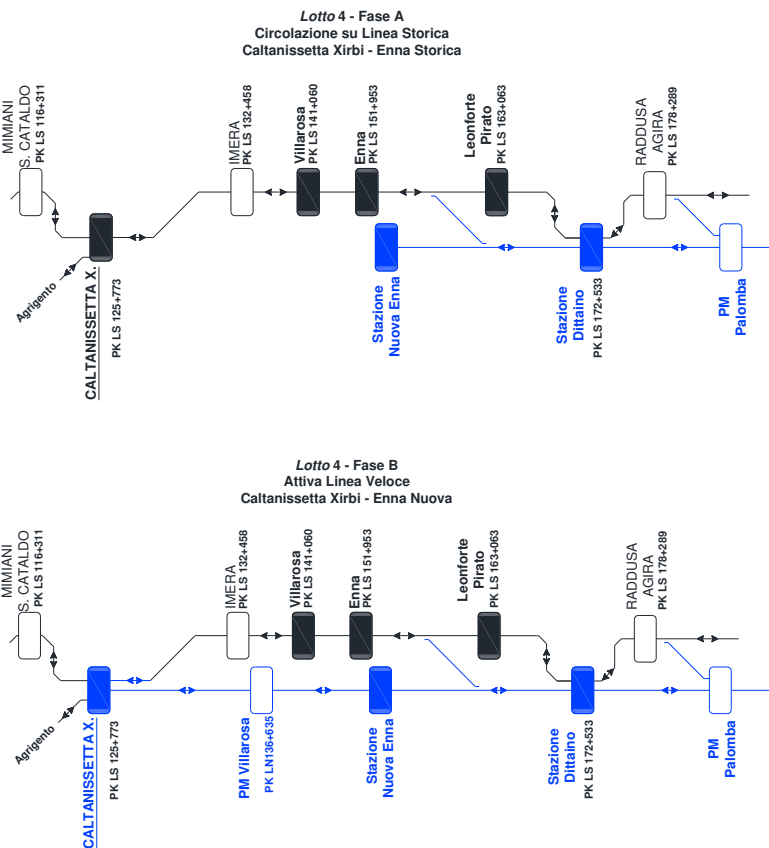 Lotto 4 - Fase A
Circolazione su Linea Storica
Caltanissetta Xirbi - Enna Storica
MIMIANI
S. CATALDO
PK LS 116+311
IMERA
PK LS 132+458
Villarosa
PK LS 141+060
Enna
PK LS 151+953
Leonforte
Pirato
PK LS 163+063
RADDUSA
AGIRA
PK LS 178+289
Agrigento
CALTANISSETTA X.
PK LS 125+773
Stazione
Nuova Enna
Stazione
Dittaino
PK LS 172+533
PM
Palomba
Lotto 4 - Fase B
Attiva Linea Veloce
Caltanissetta Xirbi - Enna Nuova
MIMIANI
S. CATALDO
PK LS 116+311
IMERA
PK LS 132+458
Villarosa
PK LS 141+060
Enna
PK LS 151+953
Leonforte
Pirato
PK LS 163+063
RADDUSA
AGIRA
PK LS 178+289
Agrigento
CALTANISSETTA X.
PK LS 125+773
PM Villarosa
PK LN136+635
Stazione
Nuova Enna
Stazione
Dittaino
PK LS 172+533
PM
Palomba